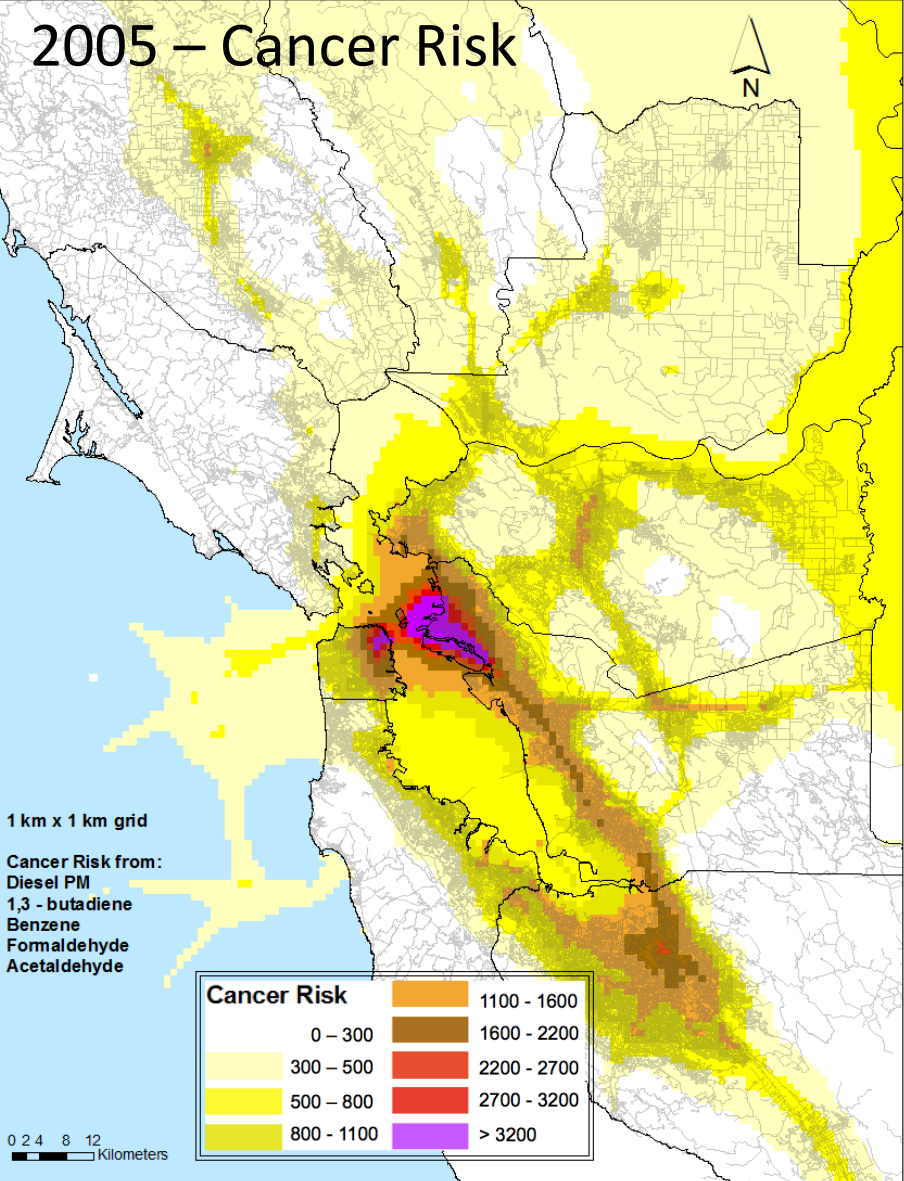 2005 – Cancer Risk
N
1 km x 1 km grid
Cancer Risk from:
Diesel PM
1,3 - butadiene
Benzene
Formaldehyde
Acetaldehyde
Cancer Risk
0 – 300
300 – 500
500 – 800
800 - 1100
1100 - 1600
1600 - 2200
2200 - 2700
2700 - 3200
> 3200
0 2 4 8 12
Kilometers